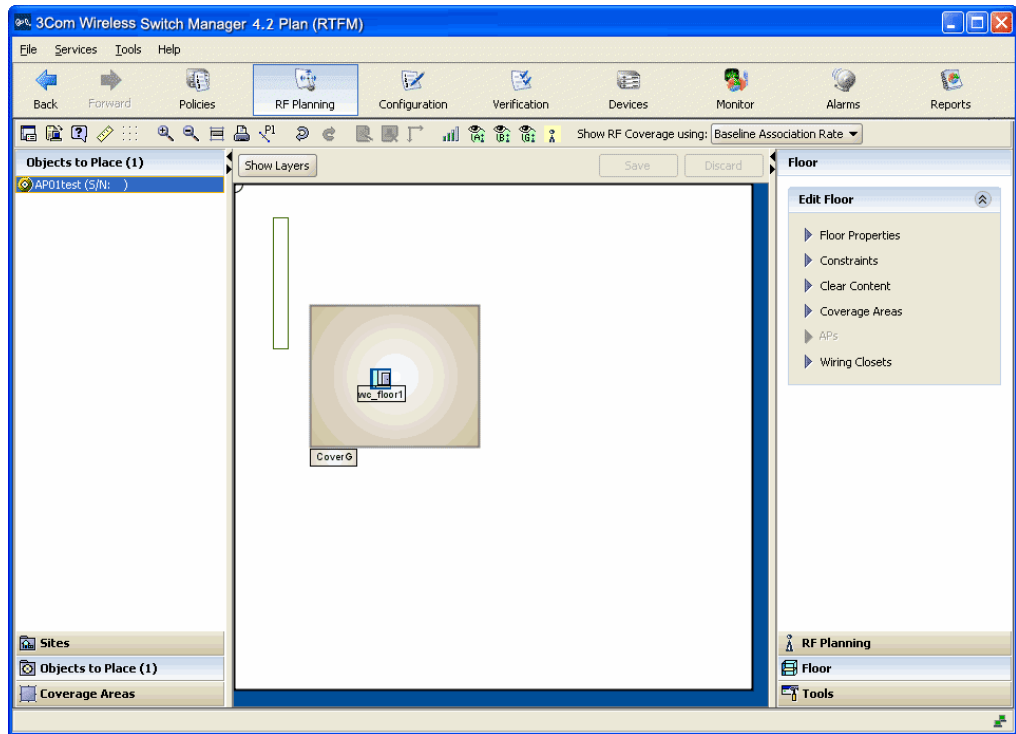 3Com Wireless Switch Manager 4.2 Plan (RTFM)
File Services Tools Help
Back Forward Policies RF Planning Configuration Verification Devices Monitor Alarms Reports
Show RF Coverage using: Baseline Association Rate
Objects to Place (1)
Show Layers
Save
Discard
Floor
AP01test (S/N: )
Edit Floor
Floor Properties
Constraints
Clear Content
Coverage Areas
APs
Wiring Closets
wc_floor1
CoverG
Sites
Objects to Place (1)
Coverage Areas
RF Planning
Floor
Tools